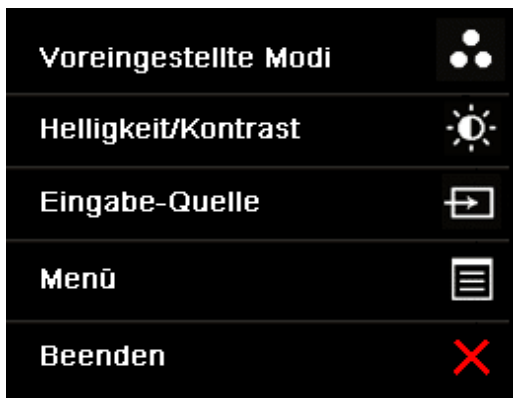 Voreingestellte Modi
Helligkeit/Kontrast
Eingabe-Quelle
Menü
Beenden